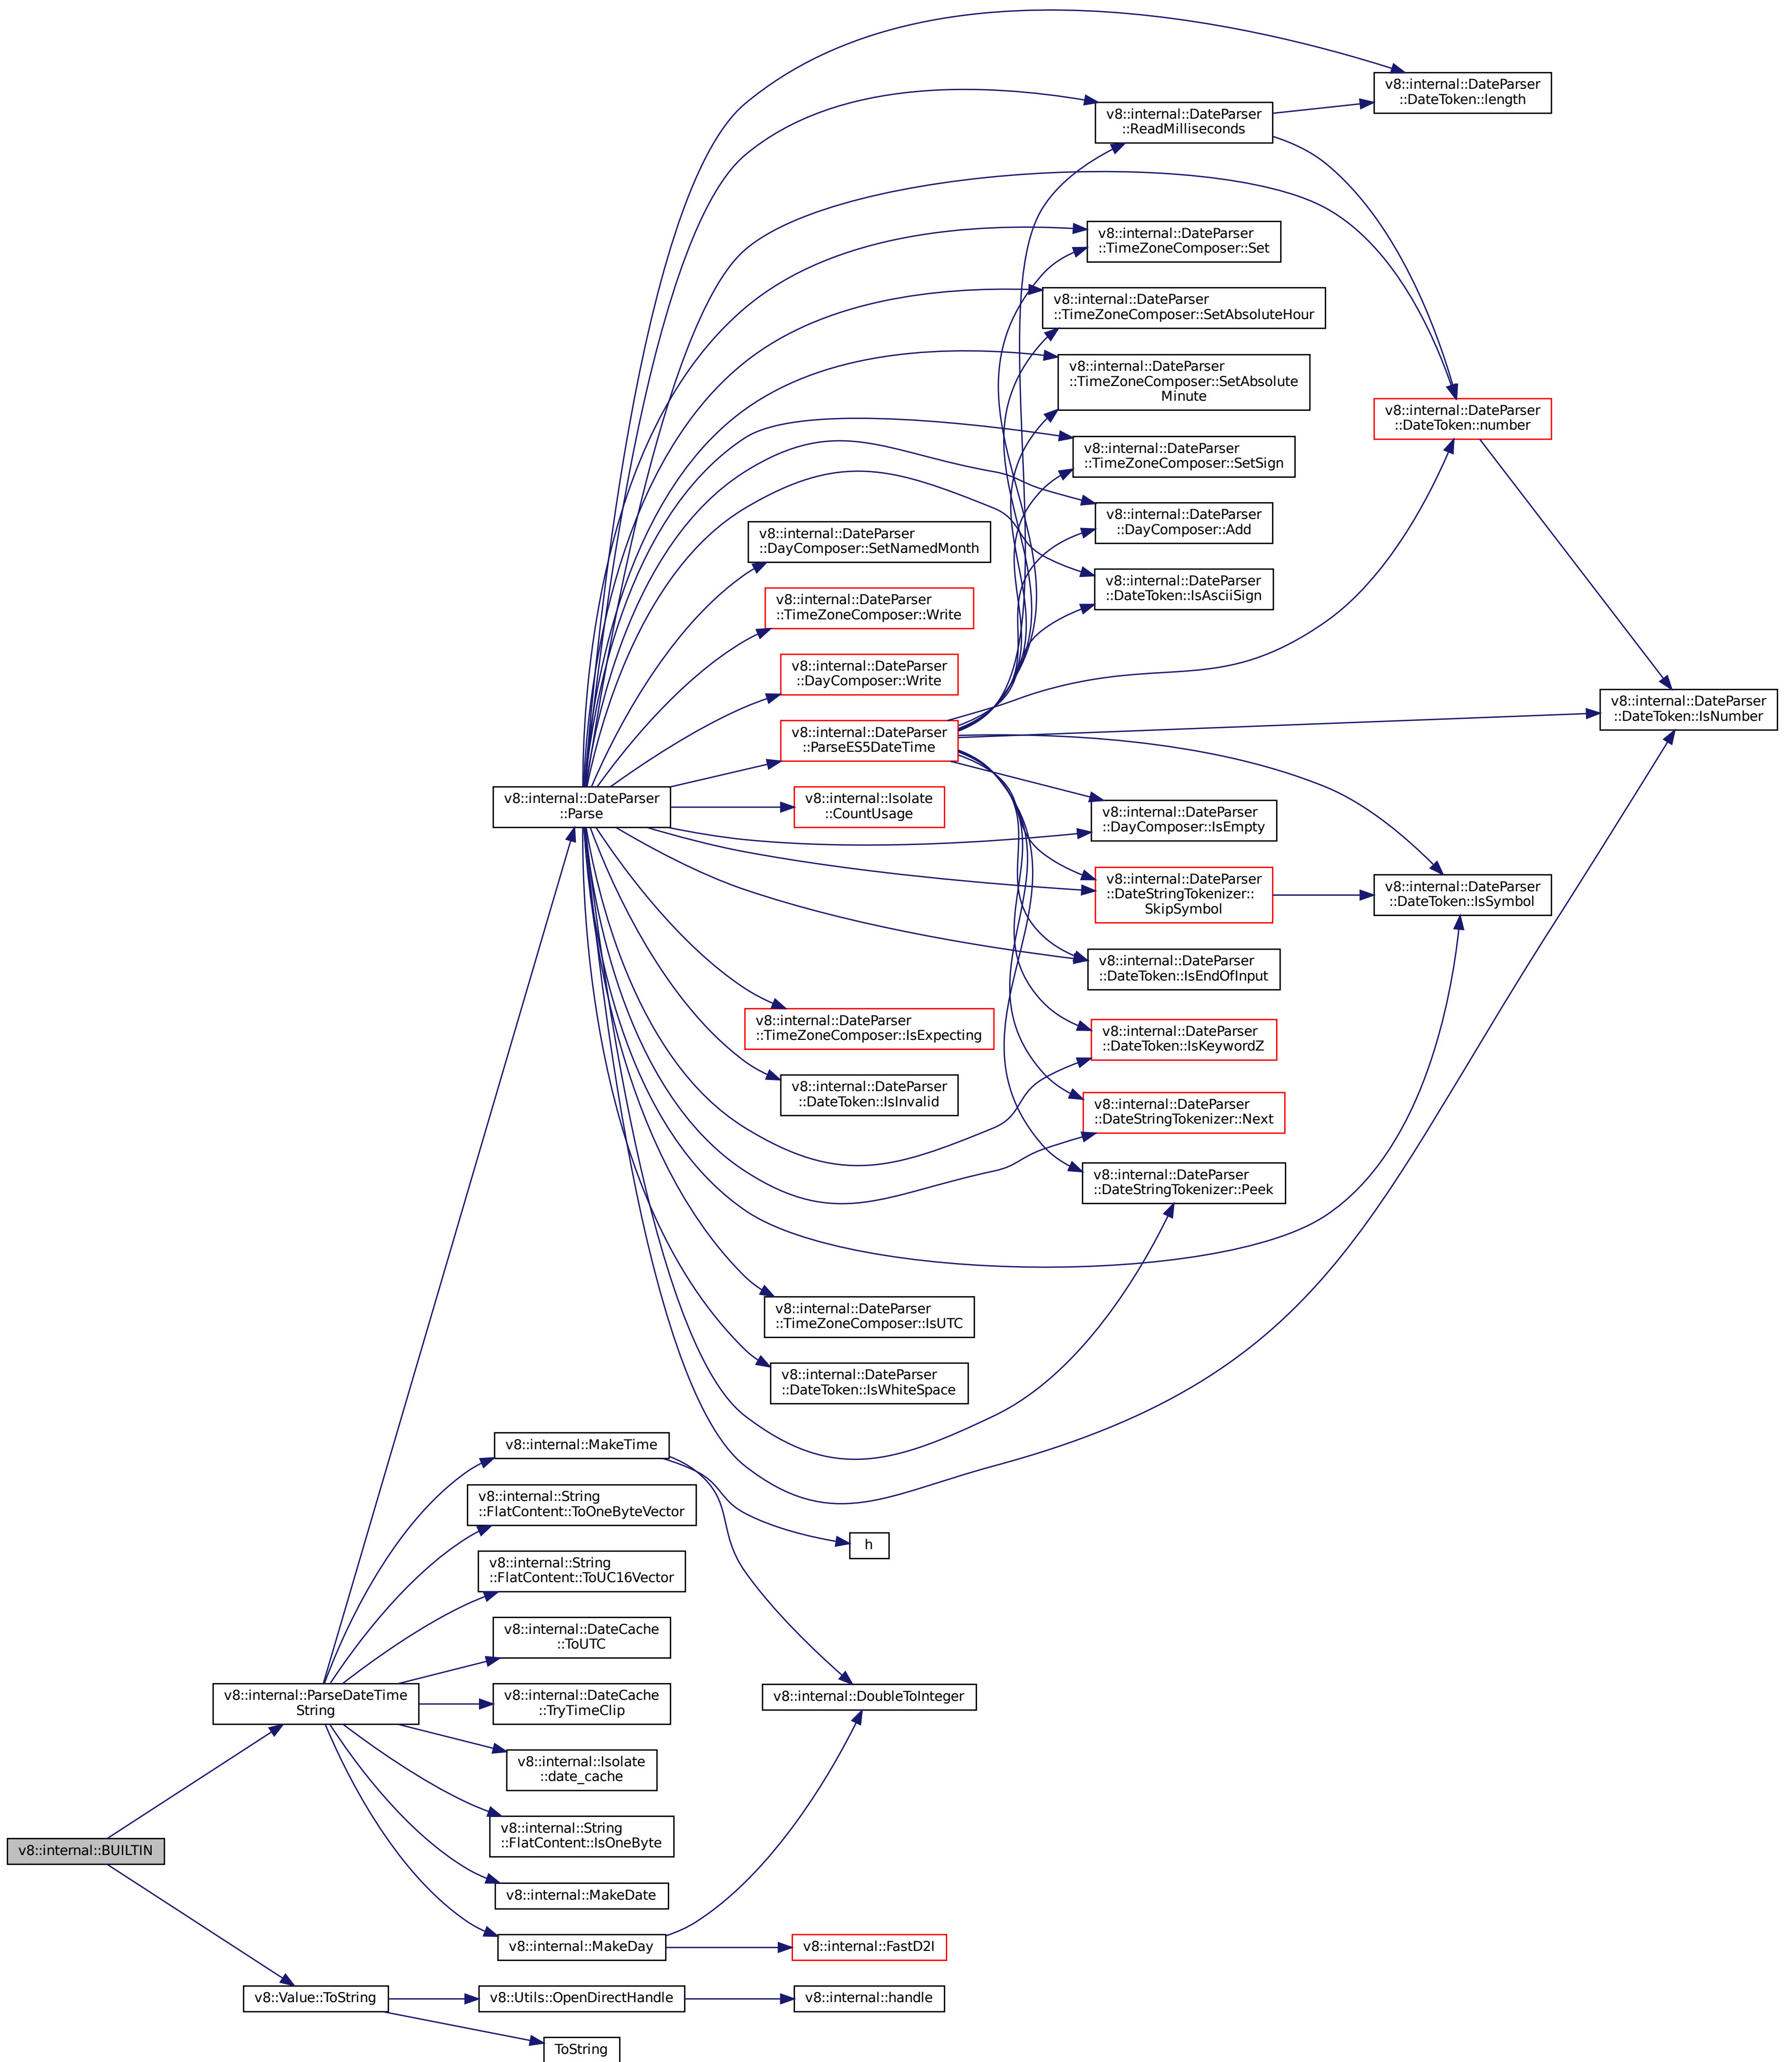 v8::internal::DateParser
::DateToken::length
v8::internal::DateParser
::ReadMilliseconds
v8::internal::DateParser
::TimeZoneComposer::Set
v8::internal::DateParser
::TimeZoneComposer::SetAbsoluteHour
v8::internal::DateParser
::TimeZoneComposer::SetAbsolute
Minute
v8::internal::DateParser
::DateToken::number
v8::internal::DateParser
::TimeZoneComposer::SetSign
v8::internal::DateParser
::DayComposer::Add
v8::internal::DateParser
::DayComposer::SetNamedMonth
v8::internal::DateParser
::DateToken::IsAsciiSign
v8::internal::DateParser
::TimeZoneComposer::Write
v8::internal::DateParser
::DayComposer::Write
v8::internal::DateParser
::DateToken::IsNumber
v8::internal::DateParser
::ParseES5DateTime
v8::internal::DateParser
::Parse
v8::internal::Isolate
::CountUsage
v8::internal::DateParser
::DayComposer::IsEmpty
v8::internal::DateParser
::DateStringTokenizer::
SkipSymbol
v8::internal::DateParser
::DateToken::IsSymbol
v8::internal::DateParser
::DateToken::IsEndOfInput
v8::internal::DateParser
::TimeZoneComposer::IsExpecting
v8::internal::DateParser
::DateToken::IsKeywordZ
v8::internal::DateParser
::DateToken::IsInvalid
v8::internal::DateParser
::DateStringTokenizer::Next
v8::internal::DateParser
::DateStringTokenizer::Peek
v8::internal::DateParser
::TimeZoneComposer::IsUTC
v8::internal::DateParser
::DateToken::IsWhiteSpace
v8::internal::MakeTime
v8::internal::String
::FlatContent::ToOneByteVector
h
v8::internal::String
::FlatContent::ToUC16Vector
v8::internal::DateCache
::ToUTC
v8::internal::ParseDateTime
String
v8::internal::DateCache
::TryTimeClip
v8::internal::DoubleToInteger
v8::internal::Isolate
::date_cache
v8::internal::String
::FlatContent::IsOneByte
v8::internal::BUILTIN
v8::internal::MakeDate
v8::internal::MakeDay
v8::internal::FastD2I
v8::Value::ToString
v8::Utils::OpenDirectHandle
v8::internal::handle
ToString